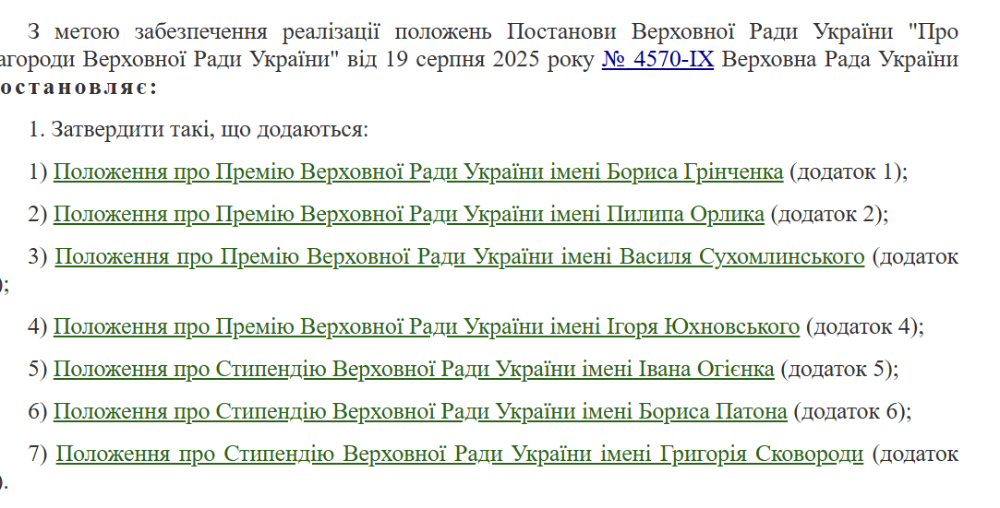 З метою забезпечення реалізації положень Постанови Верховної Ради України "Про
агороди Верховної Ради України" від 19 серпня 2025 року № 4570-IX Верховна Рада України
остановляє:
1. Затвердити такі, що додаються:
1) Положення про Премію Верховної Ради України імені Бориса Грінченка (додаток 1);
2) Положення про Премію Верховної Ради України імені Пилипа Орлика (додаток 2);
3) Положення про Премію Верховної Ради України імені Василя Сухомлинського (додаток
);
4) Положення про Премію Верховної Ради України імені Ігоря Юхновського (додаток 4);
5) Положення про Стипендію Верховної Ради України імені Івана Огієнка (додаток 5);
6) Положення про Стипендію Верховної Ради України імені Бориса Патона (додаток 6);
7) Положення про Стипендію Верховної Ради України імені Григорія Сковороди (додаток
).